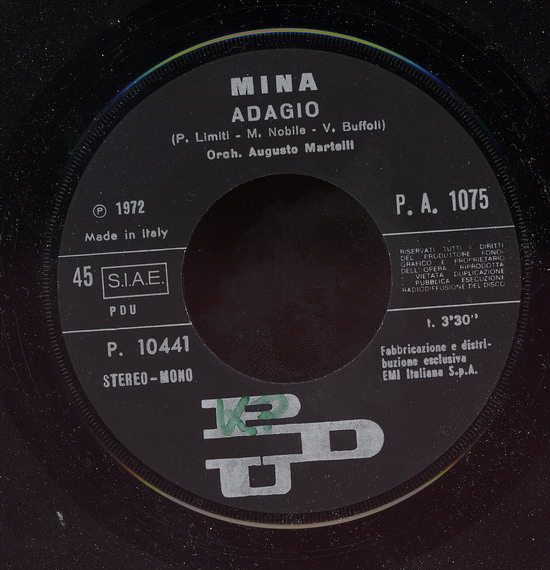 MINA
ADAGIO
(P. Limiti - M. Nobile - V. Buffoli)
Orch. Augusto Martelli
℗ 1972
Made in Italy
P. A. 1075
45 S.I.A.E.
PDU
RISERVATI TUTTI I DIRITTI
DEL PRODUTTORE FONO-
GRAFICO E PROPRIETARIO
DELL'OPERA RIPRODOTTA
VIETATA DUPLICAZIONE
PUBBLICA ESECUZIONE
RADIODIFFUSIONE DEL DISCO
P. 10441
STEREO-MONO
t. 3'30''
Fabbricazione e distri-
buzione esclusiva
EMI Italiana S.p.A.
PDU